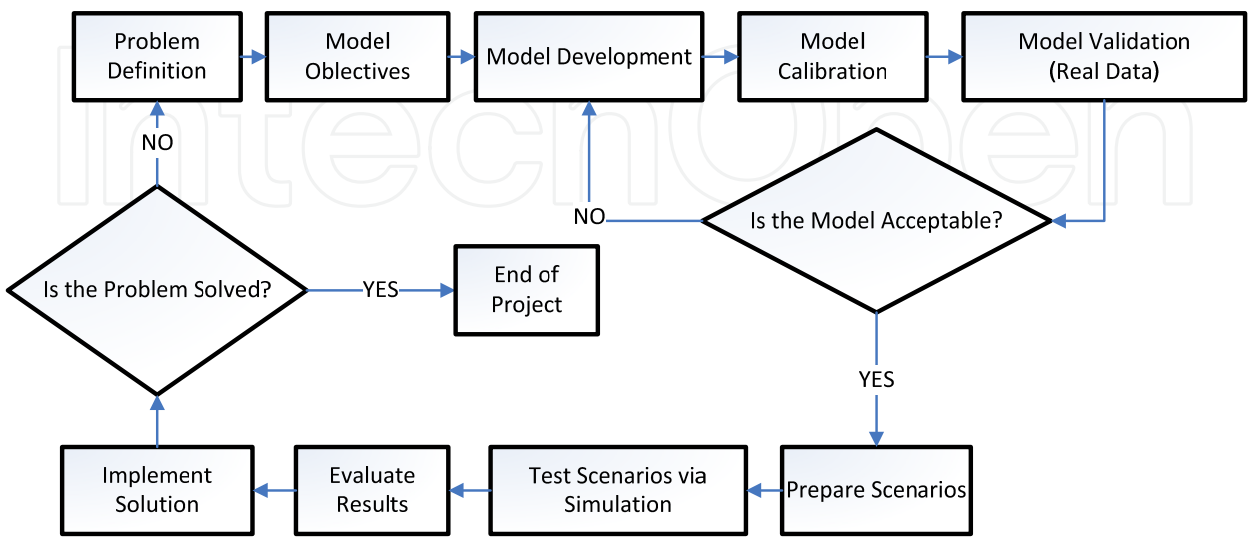 Problem
Definition
Model
Oblectives
Model Development
Model
Calibration
Model Validation
(Real Data)
NO
Is the Model Acceptable?
NO
Is the Problem Solved?
YES
End of
Project
YES
Implement
Solution
Evaluate
Results
Test Scenarios via
Simulation
Prepare Scenarios
IntechOpen